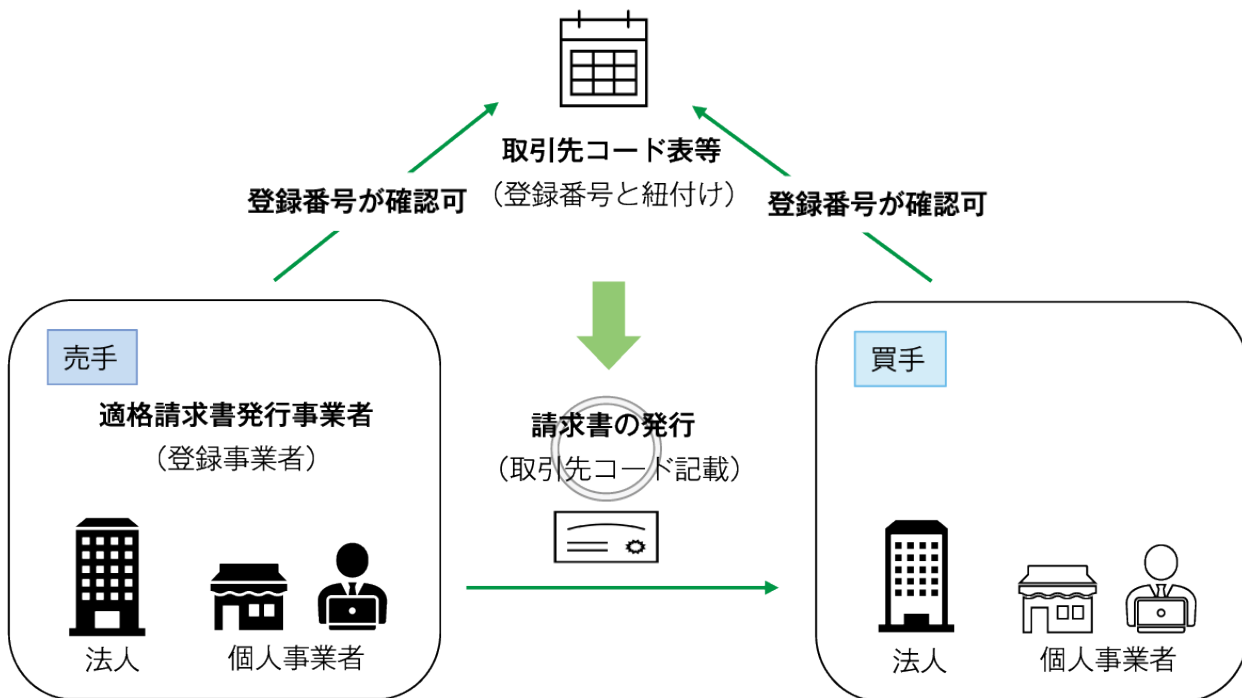 取引先コード表等
（登録番号と紐付け）
登録番号が確認可
登録番号が確認可
売手
適格請求書発行事業者
（登録事業者）
法人
個人事業者
請求書の発行
（取引先コード記載）
買手
法人
個人事業者